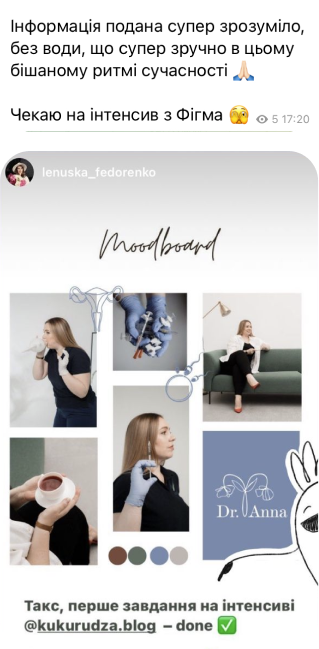 Інформація подана супер зрозуміло,
без води, що супер зручно в цьому
бішаному ритмі сучасності 🙏🏻
Чекаю на інтенсив з Фігма 🫣 5 17:20
lenuska_fedorenko
Moodboard
Dr. Anna
Такс, перше завдання на інтенсиві
@kukurudza.blog – done ✅